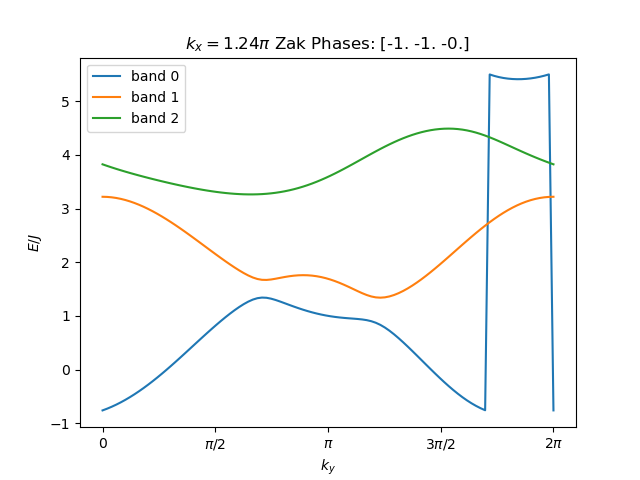 $k_x = 1.24\pi$ Zak Phases: [-1. -1. -0.]
band 0
band 1
band 2
E/J
5
4
3
2
1
0
−1
0
π/2
π
3π/2
2π
$k_y$